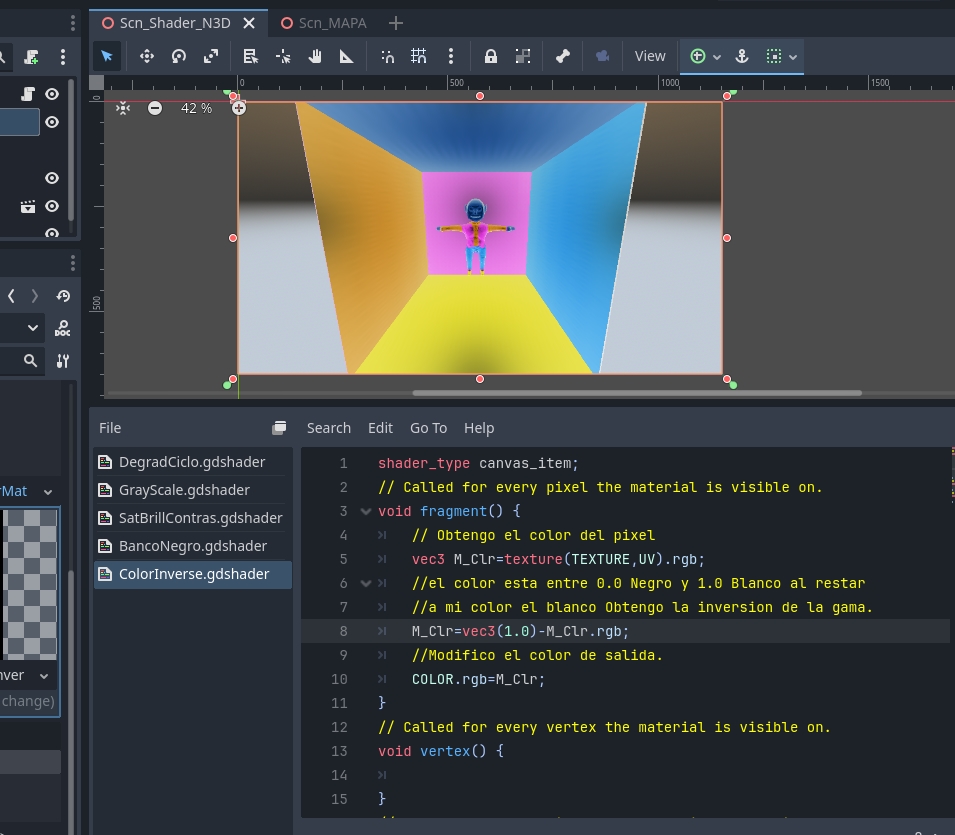 Scn_Shader_N3D
Scn_MAPA
View
0 500 1000 1500
0
42 %
500
DOC
rMat
nver
change)
File
Search Edit Go To Help
DegradCiclo.gdshader
GrayScale.gdshader
SatBrillContras.gdshader
BancoNegro.gdshader
ColorInverse.gdshader
1 shader_type canvas_item;
2 // Called for every pixel the material is visible on.
3 void fragment() {
4 // Obtengo el color del pixel
5 vec3 M_Clr=texture(TEXTURE,UV).rgb;
6 //el color esta entre 0.0 Negro y 1.0 Blanco al restar
7 //a mi color el blanco Obtengo la inversion de la gama.
8 M_Clr=vec3(1.0)-M_Clr.rgb;
9 //Modifico el color de salida.
10 COLOR.rgb=M_Clr;
11 }
12 // Called for every vertex the material is visible on.
13 void vertex() {
14
15 }